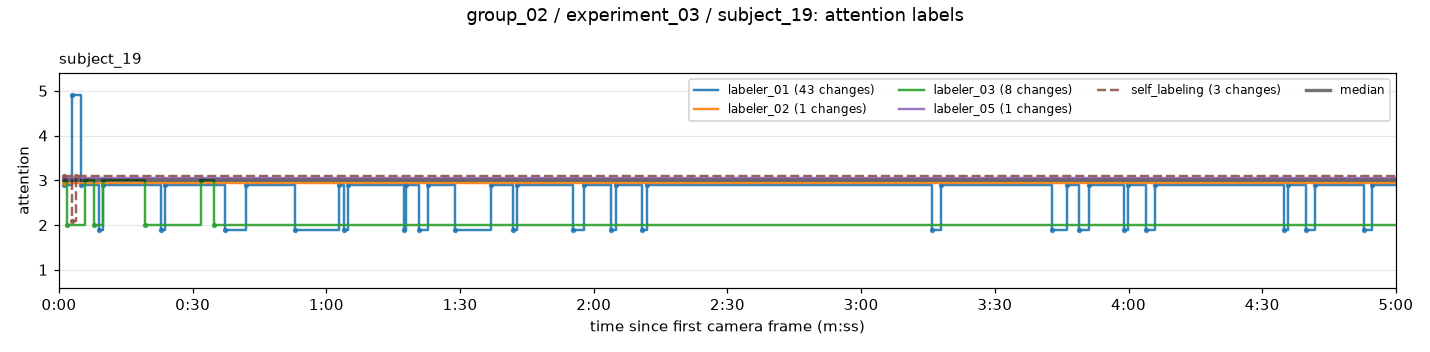 group_02 / experiment_03 / subject_19: attention labels
subject_19
labeler_01 (43 changes)
labeler_02 (1 changes)
labeler_03 (8 changes)
labeler_05 (1 changes)
self_labeling (3 changes)
median
attention
5
4
3
2
1
0:00 0:30 1:00 1:30 2:00 2:30 3:00 3:30 4:00 4:30 5:00
time since first camera frame (m:ss)